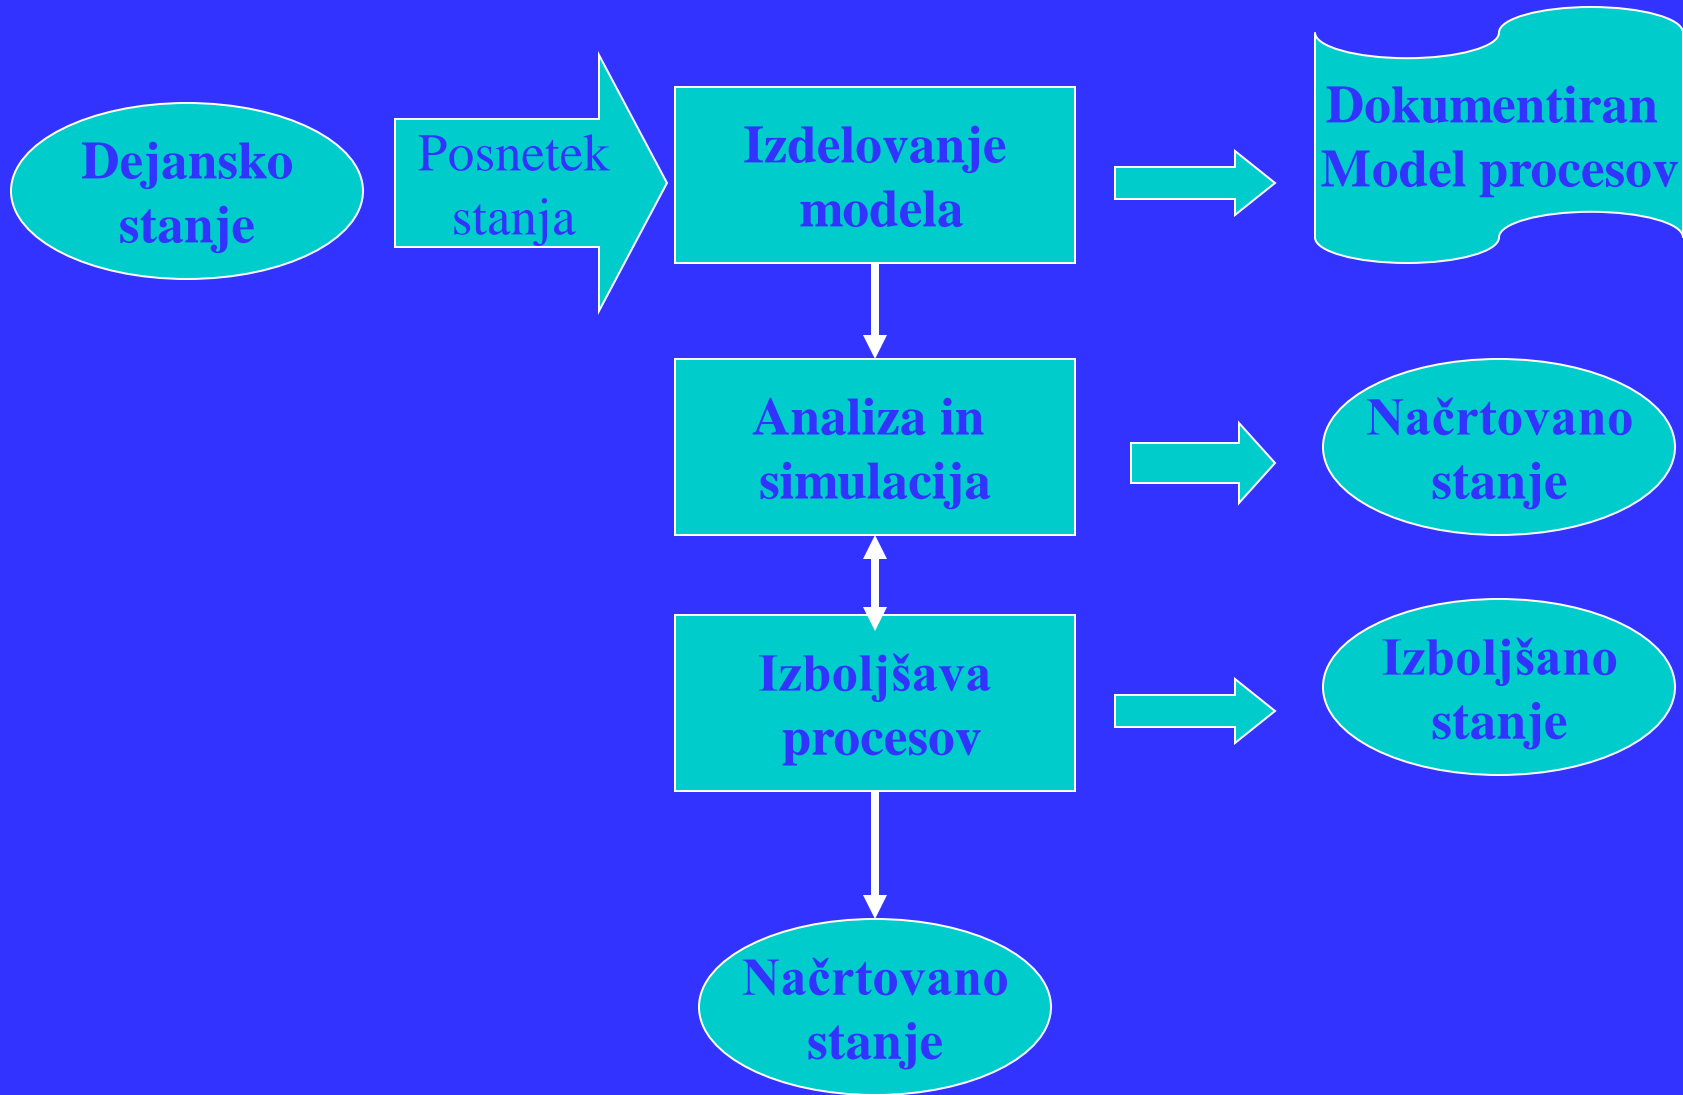 Dejansko
stanje
Posnetek
stanja
Izdelovanje
modela
Dokumentiran
Model procesov
Analiza in
simulacija
Načrtovano
stanje
Izboljšava
procesov
Izboljšano
stanje
Načrtovano
stanje